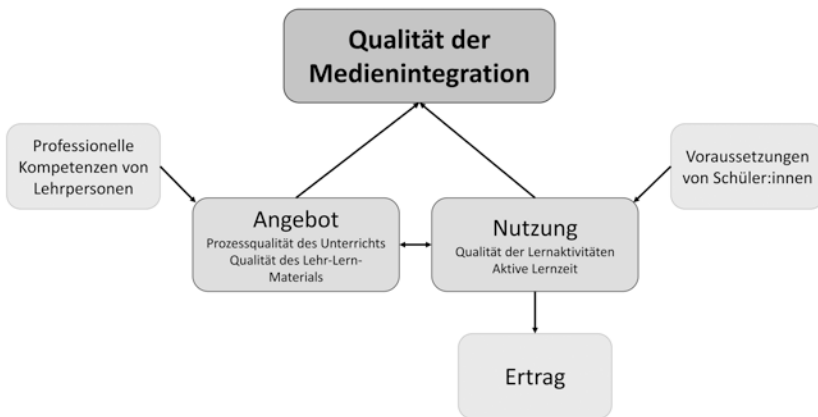 Qualität der
Medienintegration
Professionelle
Kompetenzen von
Lehrpersonen
Voraussetzungen
von Schüler:innen
Angebot
Prozessqualität des Unterrichts
Qualität des Lehr-Lern-
Materials
Nutzung
Qualität der Lernaktivitäten
Aktive Lernzeit
Ertrag